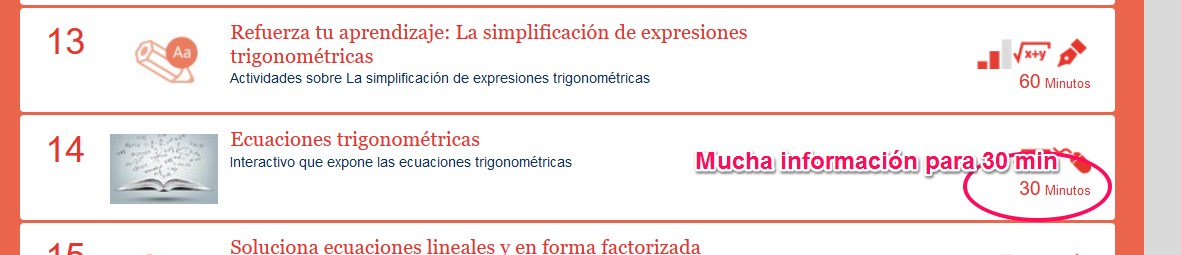 13
Aa
Refuerza tu aprendizaje: La simplificación de expresiones
trigonométricas
Actividades sobre La simplificación de expresiones trigonométricas
√x+y
60 Minutos
14
Ecuaciones trigonométricas
Interactivo que expone las ecuaciones trigonométricas
Mucha información para 30 min
30 Minutos
15
Soluciona ecuaciones lineales y en forma factorizada